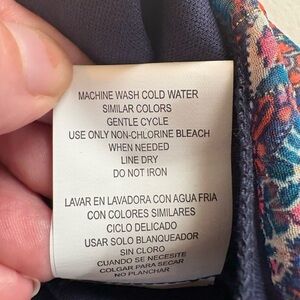 MACHINE WASH COLD WATER
SIMILAR COLORS
GENTLE CYCLE
USE ONLY NON-CHLORINE BLEACH
WHEN NEEDED
LINE DRY
DO NOT IRON
LAVAR EN LAVADORA CON AGUA FRIA
CON COLORES SIMILARES
CICLO DELICADO
USAR SOLO BLANQUEADOR
SIN CLORO
CUANDO SE NECESITE
COLGAR PARA SECAR
NO PLANCHAR